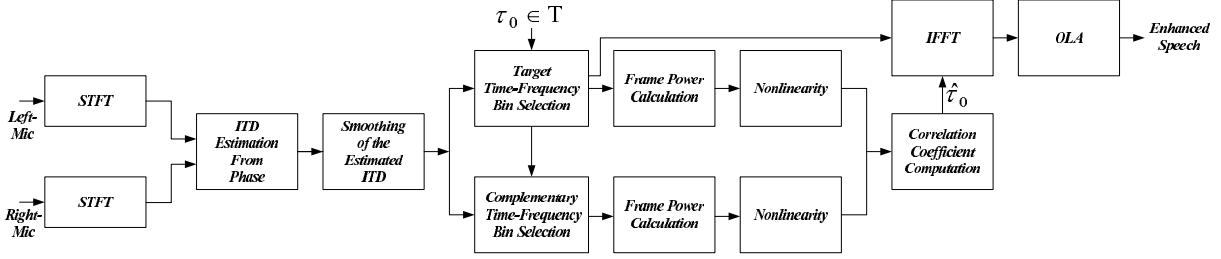 τ₀ ∈ T
Left-
Mic
STFT
Right-
Mic
STFT
ITD
Estimation
From
Phase
Smoothing
of the
Estimated
ITD
Target
Time-Frequency
Bin Selection
Frame Power
Calculation
Nonlinearity
Complementary
Time-Frequency
Bin Selection
Frame Power
Calculation
Nonlinearity
Correlation
Coefficient
Computation
τ̂₀
IFFT
OLA
Enhanced
Speech